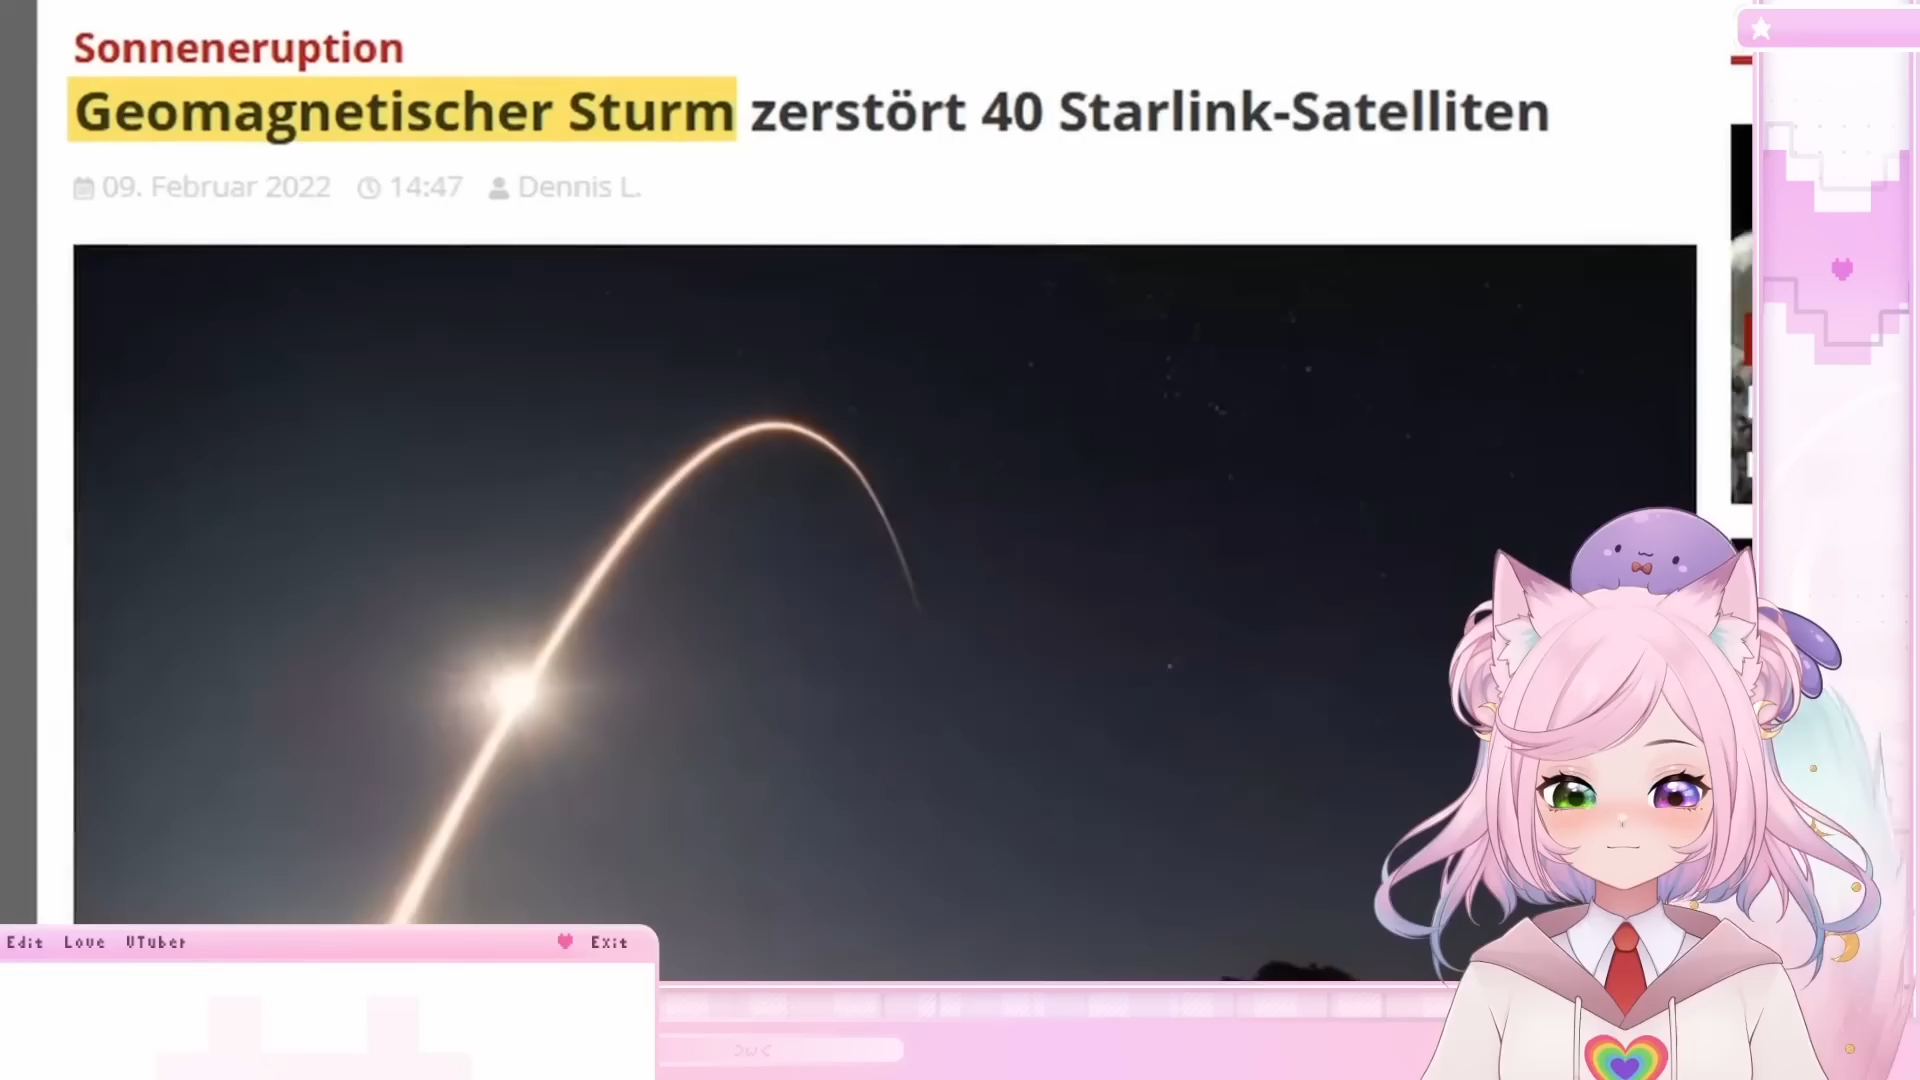 Sonneneruption
Geomagnetischer Sturm zerstört 40 Starlink-Satelliten
09. Februar 2022 14:47 Dennis L.
Edit Love VTuber Exit
>w<